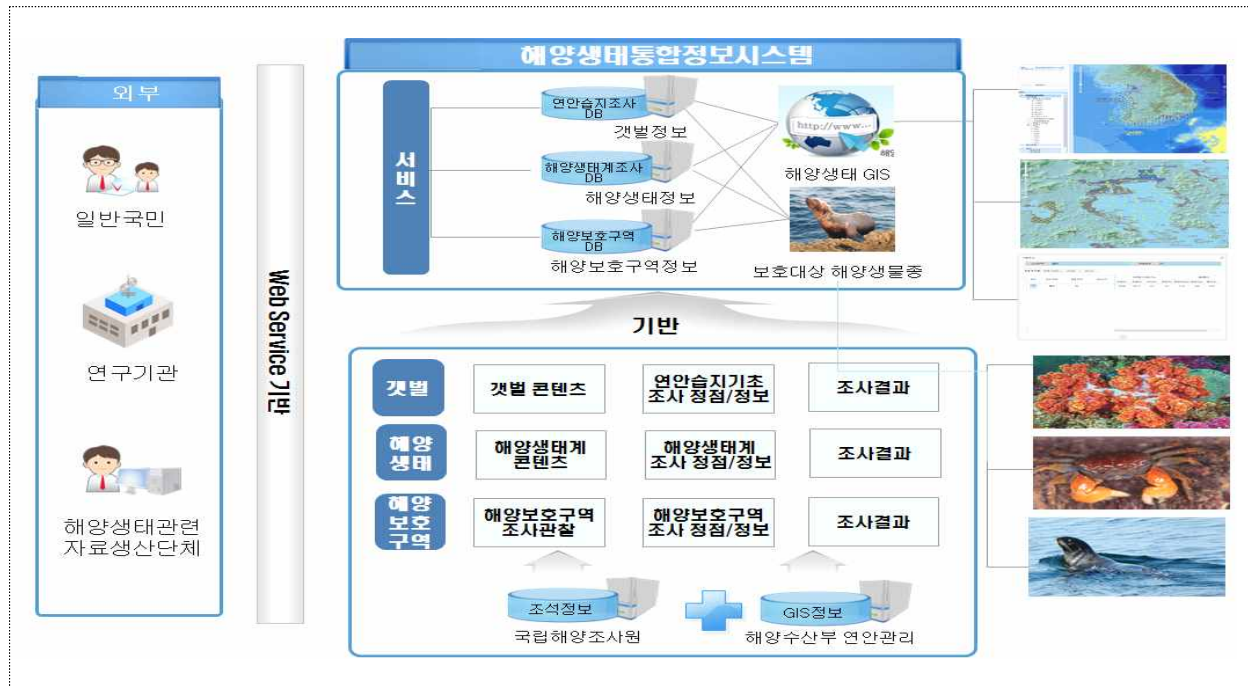 해양생태통합정보시스템
외부
일반국민
연구기관
해양생태관련
자료생산단체
WebService 기반
서비스
연안습지조사
DB
갯벌정보
해양생태계조사
DB
해양생태정보
해양보호구역
DB
해양보호구역정보
http://www...
해양생태 GIS
보호대상 해양생물종
기반
갯벌
갯벌 콘텐츠
연안습지기초
조사 정점/정보
조사결과
해양
생태
해양생태계
콘텐츠
해양생태계
조사 정점/정보
조사결과
해양
보호
구역
해양보호구역
조사관찰
해양보호구역
조사 정점/정보
조사결과
조석정보
국립해양조사원
GIS정보
해양수산부 연안관리